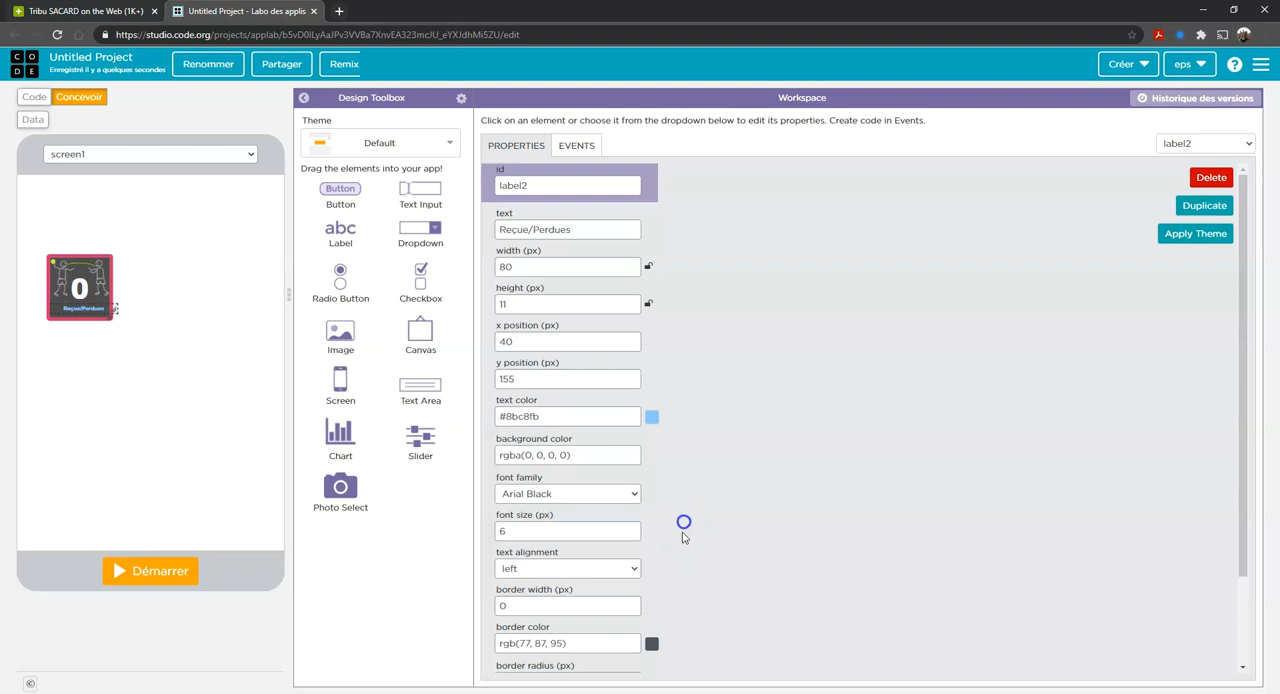 Tribu SACARD on the Web (1K+)
Untitled Project - Labo des applis
https://studio.code.org/projects/applab/b5vD0lLyAaJPv3VVBa7XnvEA323mcJU_eYXJdhMi5ZU/edit
C O
D E
Untitled Project
Enregistré il y a quelques secondes
Renommer
Partager
Remix
Créer
eps
?
Code
Concevoir
Data
Design Toolbox
Workspace
Historique des versions
Theme
Default
Click on an element or choose it from the dropdown below to edit its properties. Create code in Events.
PROPERTIES
EVENTS
label2
screen1
Drag the elements into your app!
Button
Button
Text Input
abc
Label
Dropdown
Radio Button
Checkbox
Image
Canvas
Screen
Text Area
Chart
Slider
Photo Select
0
Reçue/Perdues
Démarrer
id
label2
Delete
text
Reçue/Perdues
Duplicate
width (px)
80
Apply Theme
height (px)
11
x position (px)
40
y position (px)
155
text color
#8bc8fb
background color
rgba(0, 0, 0, 0)
font family
Arial Black
font size (px)
6
text alignment
left
border width (px)
0
border color
rgb(77, 87, 95)
border radius (px)
©